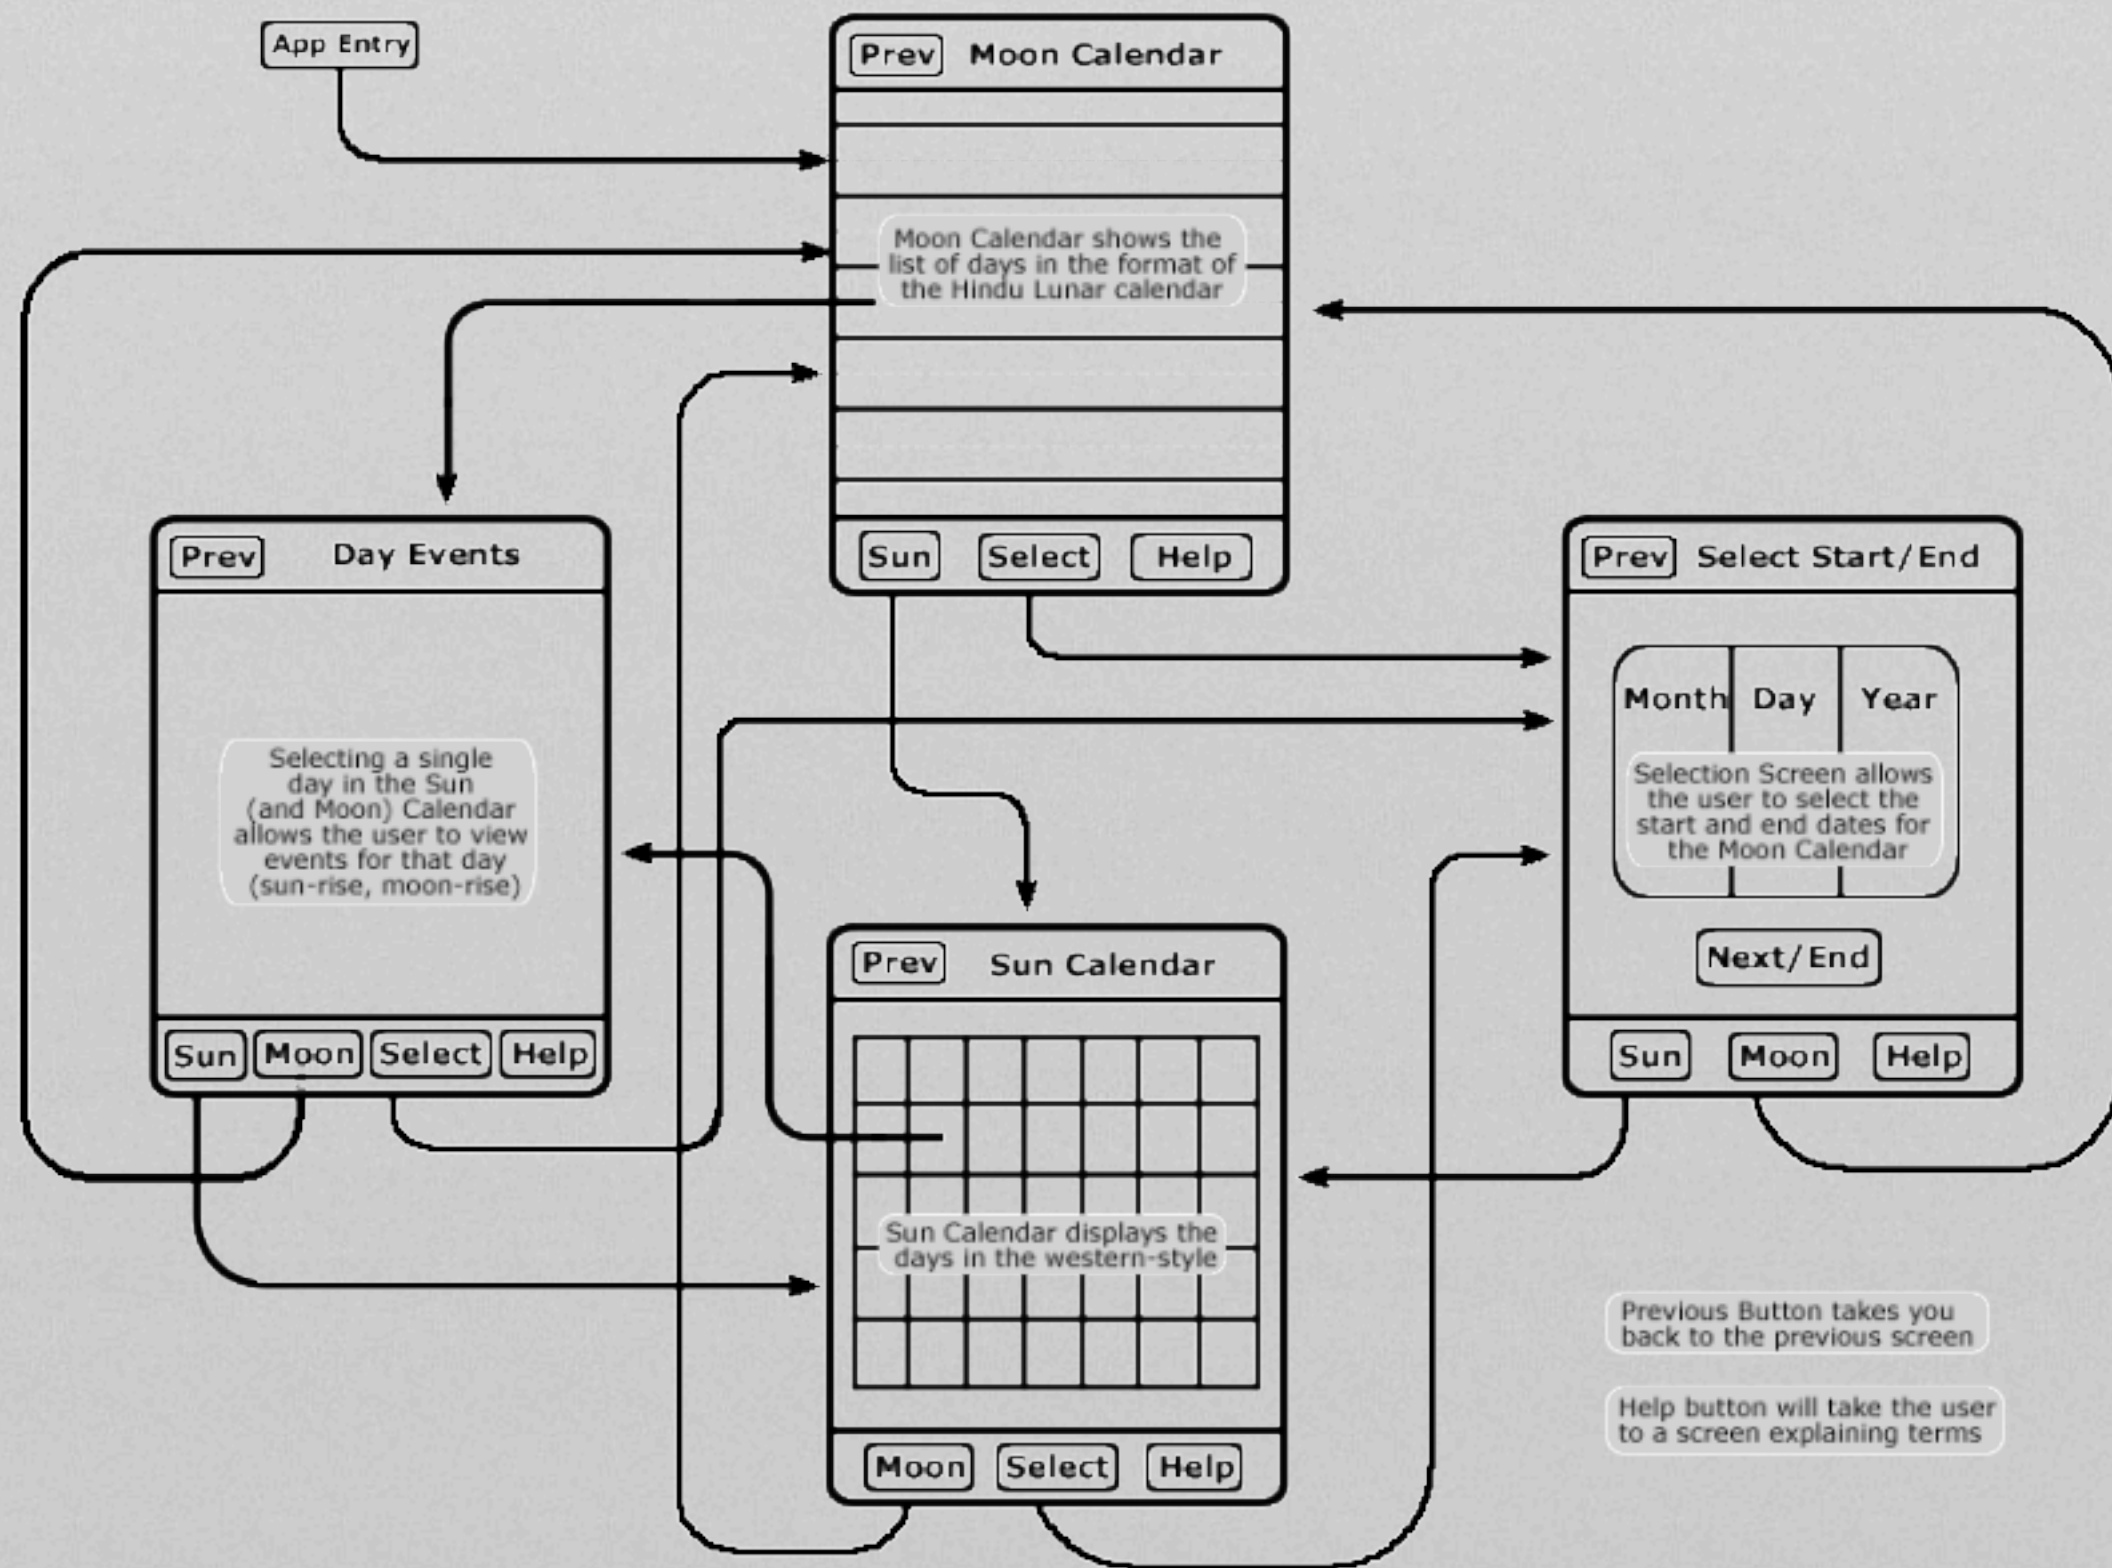 App Entry
Prev Moon Calendar
Moon Calendar shows the
list of days in the format of
the Hindu Lunar calendar
Sun Select Help
Prev Day Events
Selecting a single
day in the Sun
(and Moon) Calendar
allows the user to view
events for that day
(sun-rise, moon-rise)
Sun Moon Select Help
Prev Select Start/End
Month Day Year
Selection Screen allows
the user to select the
start and end dates for
the Moon Calendar
Next/End
Sun Moon Help
Prev Sun Calendar
Sun Calendar displays the
days in the western-style
Moon Select Help
Previous Button takes you
back to the previous screen
Help button will take the user
to a screen explaining terms